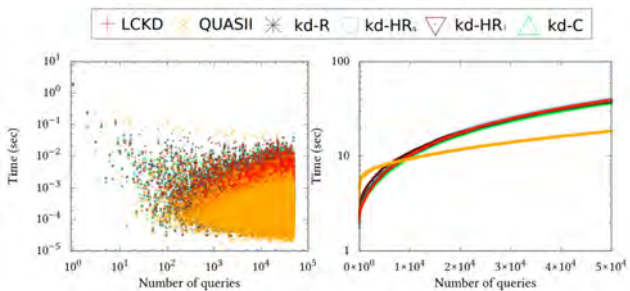 LCKD QUASII kd-R kd-HRs kd-HRi kd-C
Time (sec)
10¹
10⁰
10⁻¹
10⁻²
10⁻³
10⁻⁴
10⁻⁵
10⁰ 10¹ 10² 10³ 10⁴ 10⁵
Number of queries
Time (sec)
100
10
1
0×10⁰ 1×10⁴ 2×10⁴ 3×10⁴ 4×10⁴ 5×10⁴
Number of queries